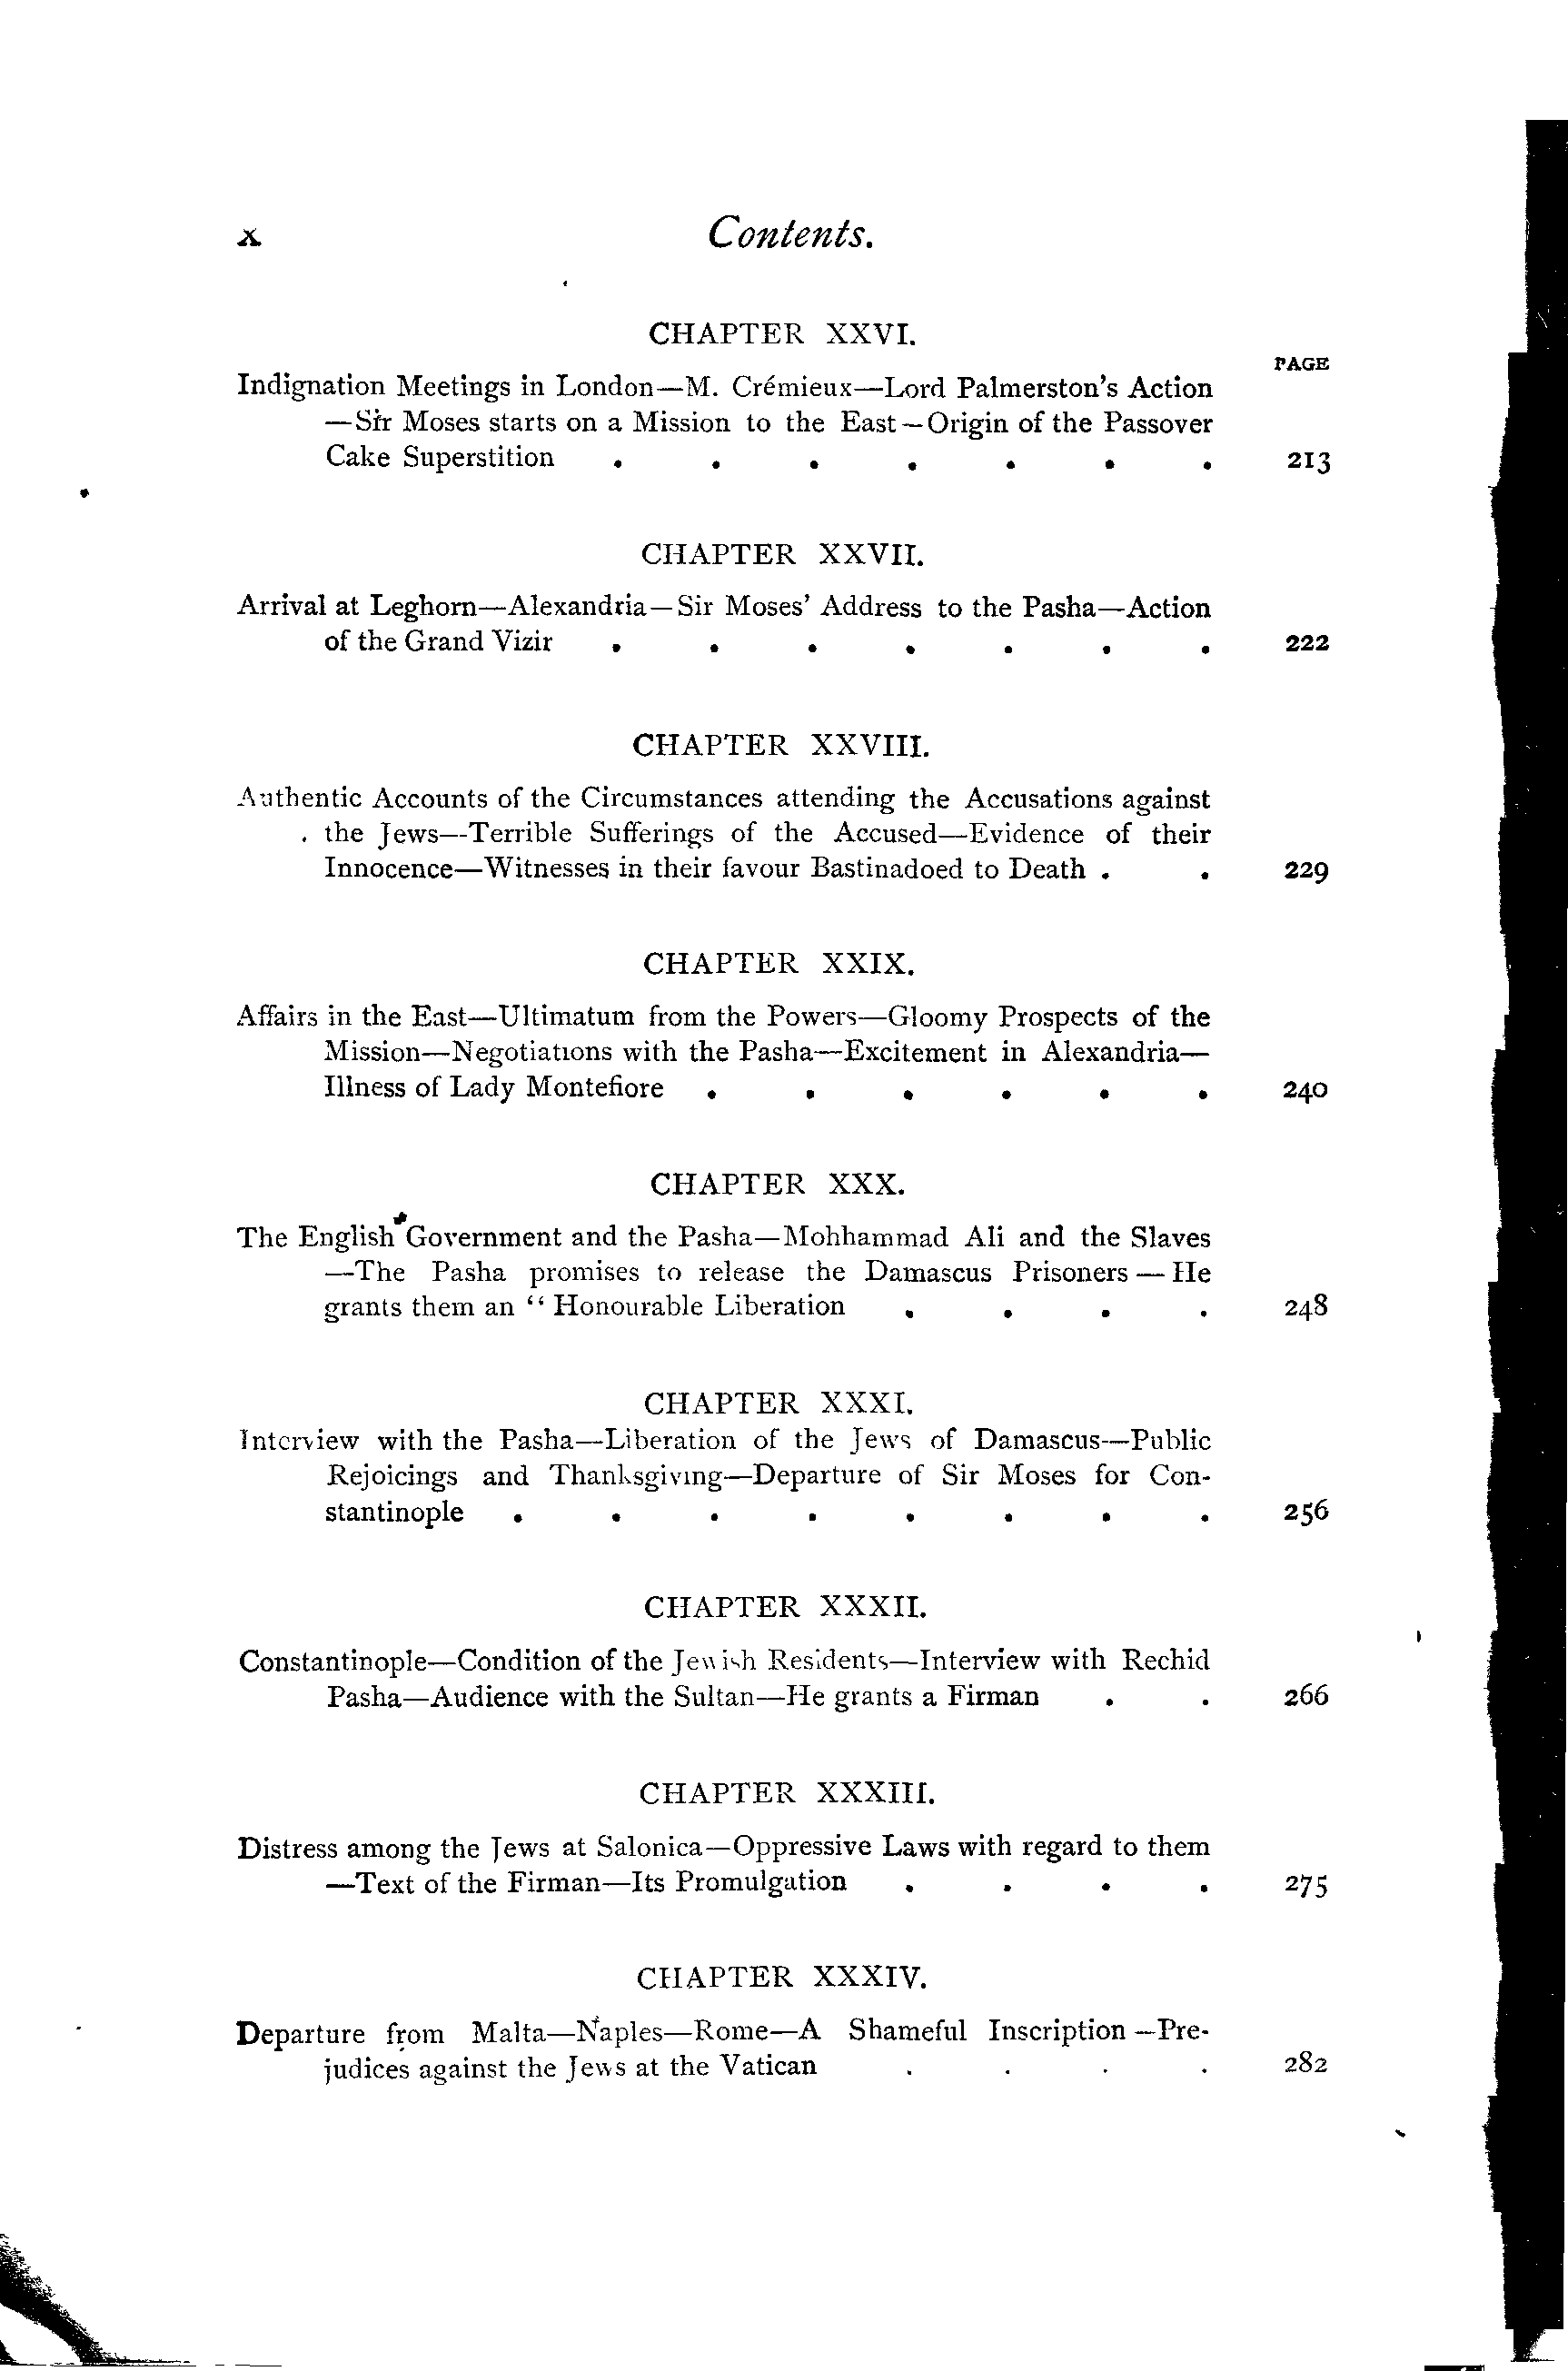 x Contents.
CHAPTER XXVI.
PAGE
Indignation Meetings in London—M. Crémieux—Lord Palmerston's Action
—Sir Moses starts on a Mission to the East—Origin of the Passover
Cake Superstition . . . . . . . 213
CHAPTER XXVII.
Arrival at Leghorn—Alexandria—Sir Moses' Address to the Pasha—Action
of the Grand Vizir . . . . . . . 222
CHAPTER XXVIII.
Authentic Accounts of the Circumstances attending the Accusations against
the Jews—Terrible Sufferings of the Accused—Evidence of their
Innocence—Witnesses in their favour Bastinadoed to Death . . 229
CHAPTER XXIX.
Affairs in the East—Ultimatum from the Powers—Gloomy Prospects of the
Mission—Negotiations with the Pasha—Excitement in Alexandria—
Illness of Lady Montefiore . . . . . . 240
CHAPTER XXX.
The English Government and the Pasha—Mohhammad Ali and the Slaves
—The Pasha promises to release the Damascus Prisoners — He
grants them an “ Honourable Liberation . . . . 248
CHAPTER XXXI.
Interview with the Pasha—Liberation of the Jews of Damascus—Public
Rejoicings and Thanksgiving—Departure of Sir Moses for Con-
stantinople . . . . . . . . 256
CHAPTER XXXII.
Constantinople—Condition of the Jewish Residents—Interview with Rechid
Pasha—Audience with the Sultan—He grants a Firman . . 266
CHAPTER XXXIII.
Distress among the Jews at Salonica—Oppressive Laws with regard to them
—Text of the Firman—Its Promulgation . . . . 275
CHAPTER XXXIV.
Departure from Malta—Naples—Rome—A Shameful Inscription—Pre-
judices against the Jews at the Vatican . . . . 282